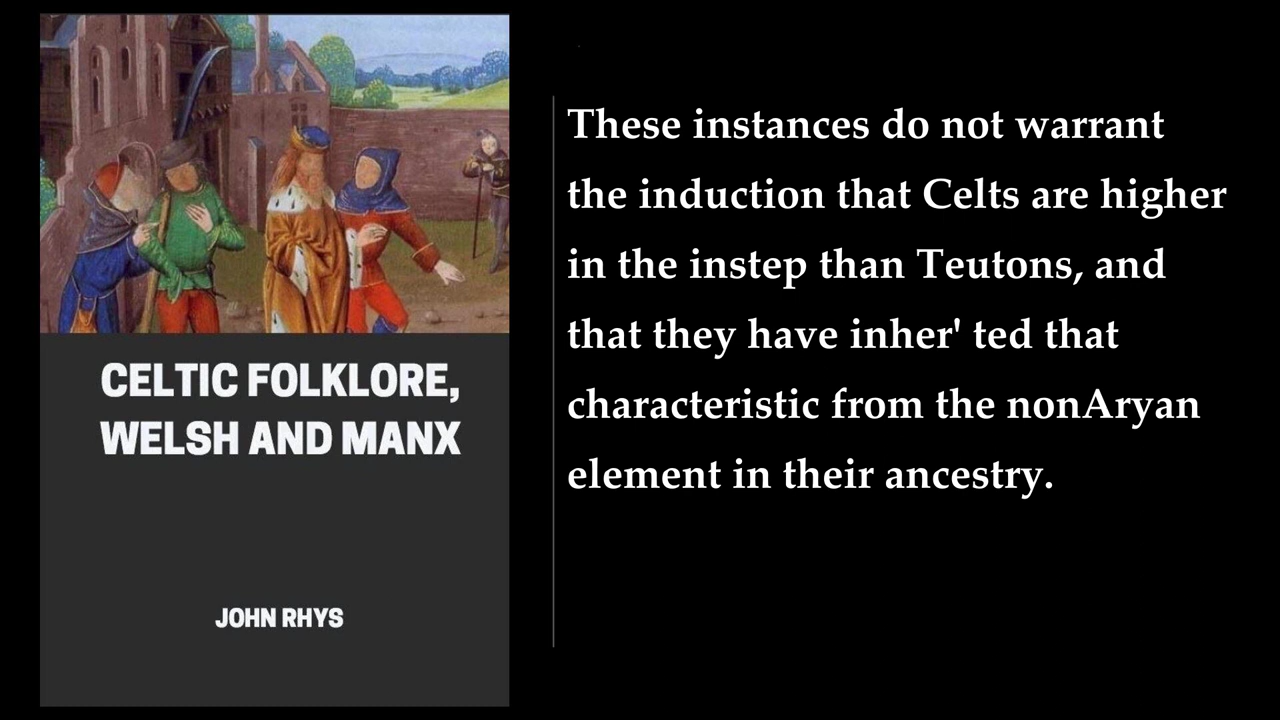 CELTIC FOLKLORE,
WELSH AND MANX
JOHN RHYS
These instances do not warrant
the induction that Celts are higher
in the instep than Teutons, and
that they have inher' ted that
characteristic from the nonAryan
element in their ancestry.